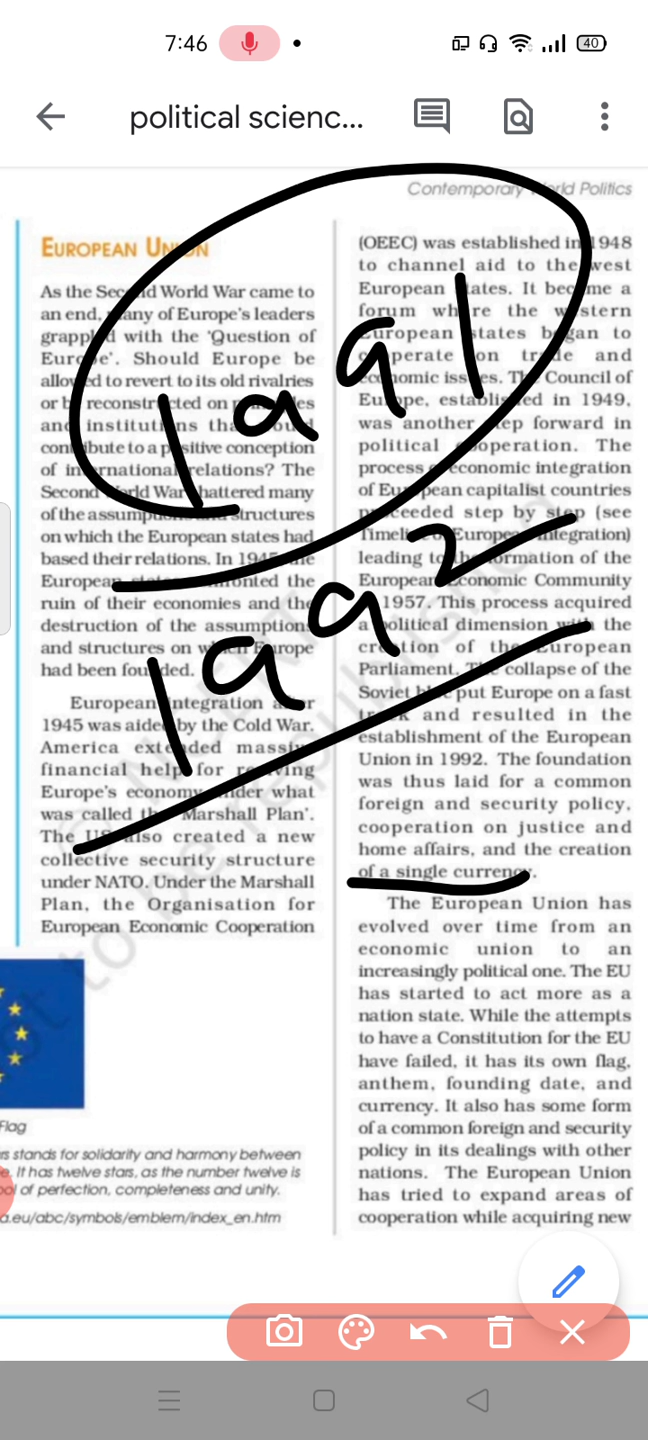 7:46
40
political scienc...
Contemporary World Politics
EUROPEAN UNION
As the Second World War came to
an end, many of Europe's leaders
grappled with the 'Question of
Europe'. Should Europe be
allowed to revert to its old rivalries
or be reconstructed on principles
and institutions that would
contribute to a positive conception
of international relations? The
Second World War shattered many
of the assumptions and structures
on which the European states had
based their relations. In 1945, the
European states confronted the
ruin of their economies and the
destruction of the assumptions
and structures on which Europe
had been founded.
European integration after
1945 was aided by the Cold War.
America extended massive
financial help for reviving
Europe's economy under what
was called the 'Marshall Plan'.
The US also created a new
collective security structure
under NATO. Under the Marshall
Plan, the Organisation for
European Economic Cooperation
(OEEC) was established in 1948
to channel aid to the west
European states. It became a
forum where the western
European states began to
cooperate on trade and
economic issues. The Council of
Europe, established in 1949,
was another step forward in
political cooperation. The
process of economic integration
of European capitalist countries
proceeded step by step (see
Timeline of European Integration)
leading to the formation of the
European Economic Community
in 1957. This process acquired
a political dimension with the
creation of the European
Parliament. The collapse of the
Soviet bloc put Europe on a fast
track and resulted in the
establishment of the European
Union in 1992. The foundation
was thus laid for a common
foreign and security policy,
cooperation on justice and
home affairs, and the creation
of a single currency.
The European Union has
evolved over time from an
economic union to an
increasingly political one. The EU
has started to act more as a
nation state. While the attempts
to have a Constitution for the EU
have failed, it has its own flag,
anthem, founding date, and
currency. It also has some form
of a common foreign and security
policy in its dealings with other
nations. The European Union
has tried to expand areas of
cooperation while acquiring new
1991
1992
Flag
rs stands for solidarity and harmony between
e. It has twelve stars, as the number twelve is
ool of perfection, completeness and unity.
a.eu/abc/symbols/emblem/index_en.htm